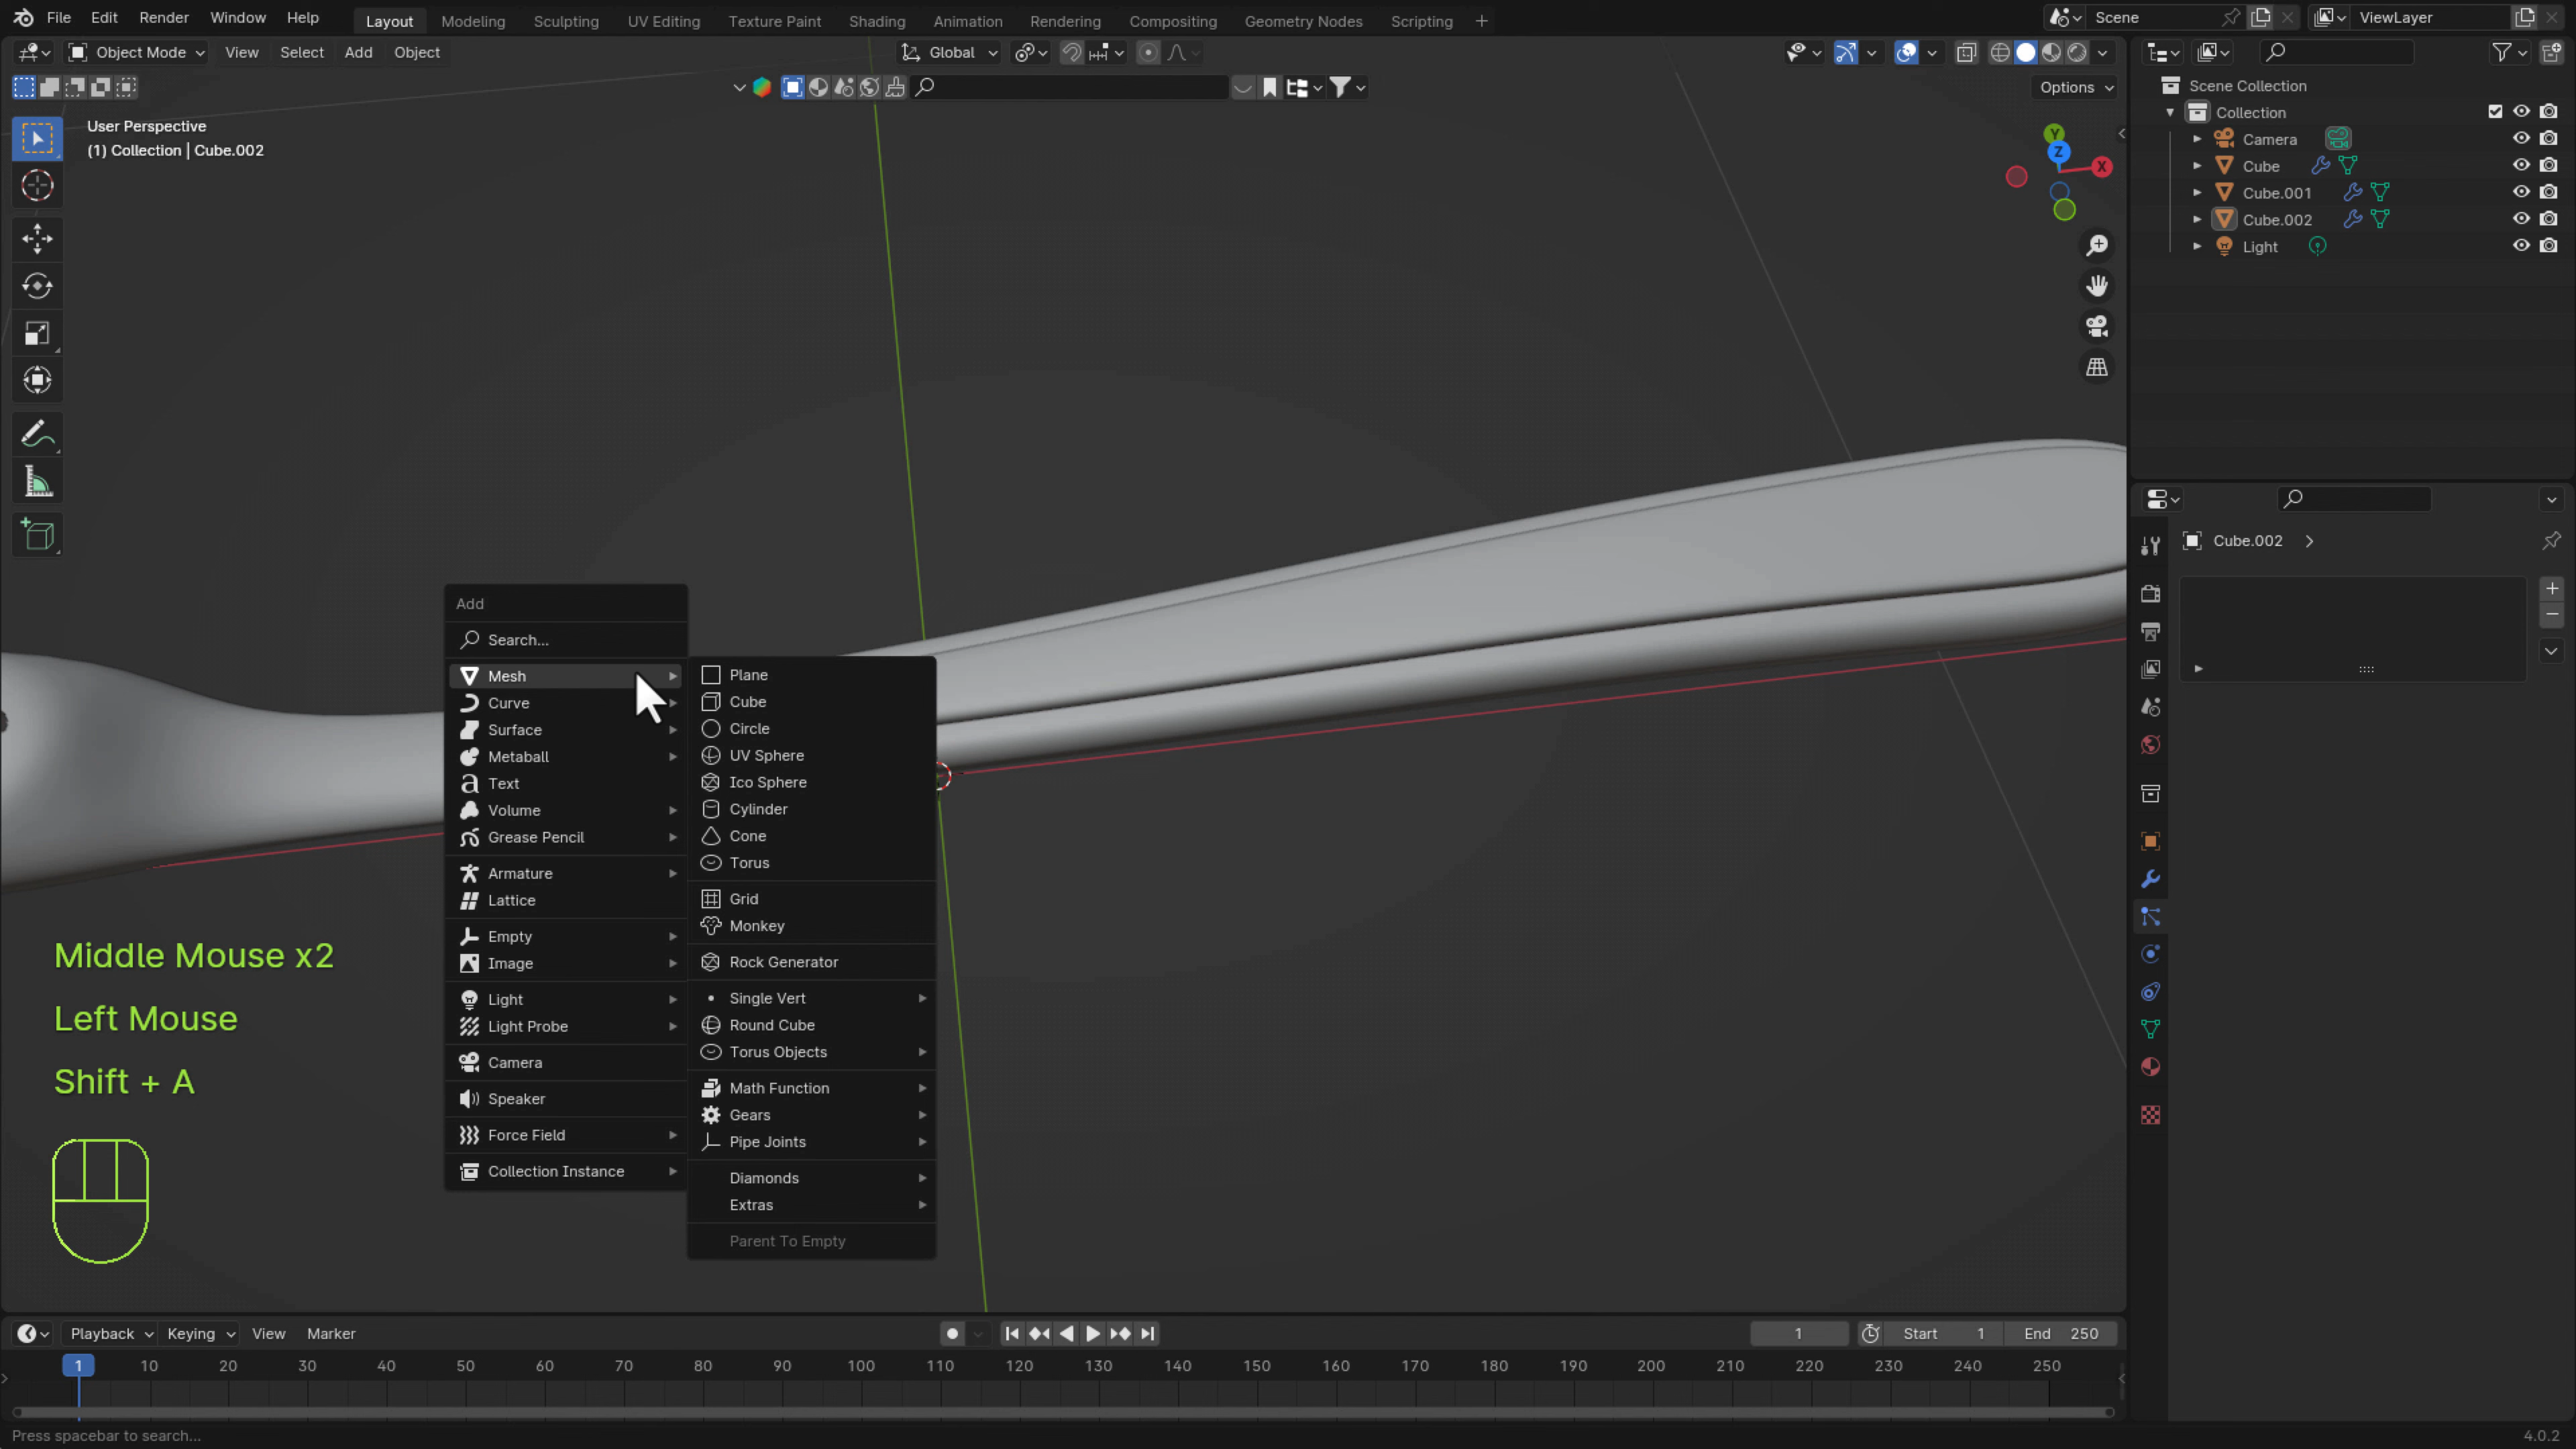 File Edit Render Window Help
Layout Modeling Sculpting UV Editing Texture Paint Shading Animation Rendering Compositing Geometry Nodes Scripting +
Scene
ViewLayer
Object Mode View Select Add Object
Global
Options
User Perspective
(1) Collection | Cube.002
Y
Z
X
Scene Collection
Collection
Camera
Cube
Cube.001
Cube.002
Light
Cube.002
Add
Search...
Mesh
Curve
Surface
Metaball
Text
Volume
Grease Pencil
Armature
Lattice
Empty
Image
Light
Light Probe
Camera
Speaker
Force Field
Collection Instance
Plane
Cube
Circle
UV Sphere
Ico Sphere
Cylinder
Cone
Torus
Grid
Monkey
Rock Generator
Single Vert
Round Cube
Torus Objects
Math Function
Gears
Pipe Joints
Diamonds
Extras
Parent To Empty
Middle Mouse x2
Left Mouse
Shift + A
Playback Keying View Marker
1
Start 1
End 250
1 10 20 30 40 50 60 70 80 90 100 110 120 130 140 150 160 170 180 190 200 210 220 230 240 250
Press spacebar to search...
4.0.2